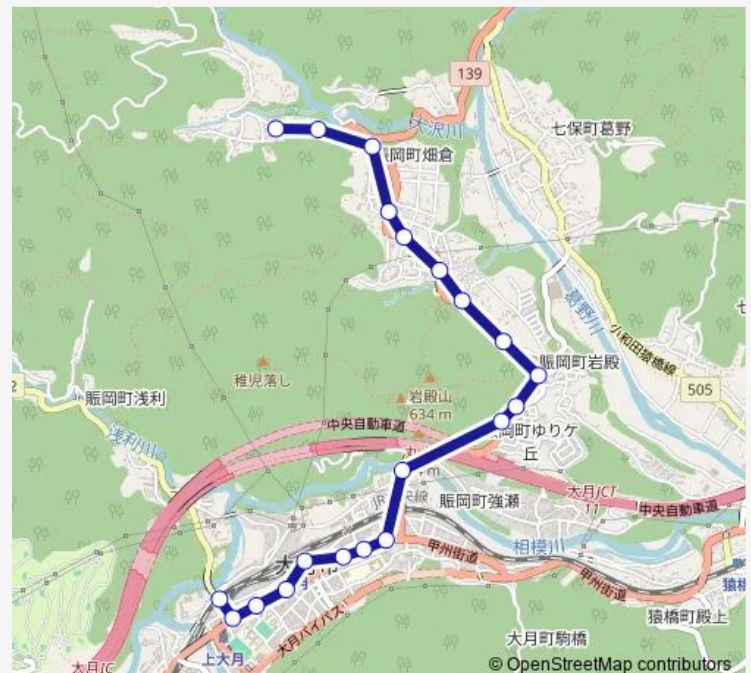 139
大沢川
七保町葛野
賑岡町畑倉
葛野川
小和田猿橋線
505
稚児落し
岩殿山
634 m
賑岡町岩殿
賑岡町浅利
浅利川
中央自動車道
岡町ゆりケ
丘
大月JCT
11
中央自動車道
賑岡町強瀬
相模川
甲州街道
甲州街道
猿橋町殿上
大月バイパス
大月町駒橋
上大月
大月JC
© OpenStreetMap contributors